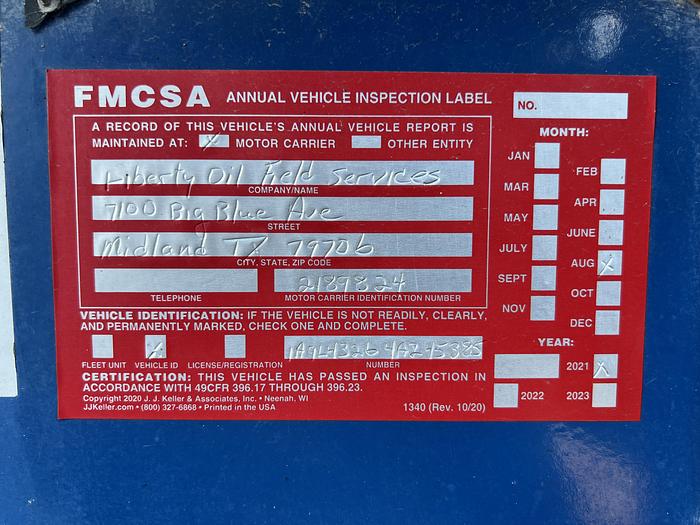 FMCSA ANNUAL VEHICLE INSPECTION LABEL
NO.
A RECORD OF THIS VEHICLE'S ANNUAL VEHICLE REPORT IS
MAINTAINED AT: X MOTOR CARRIER OTHER ENTITY
Liberty Oil Field Services
COMPANY/NAME
7100 Big Blue Ave
STREET
Midland TX 79706
CITY, STATE, ZIP CODE
2189824
TELEPHONE MOTOR CARRIER IDENTIFICATION NUMBER
VEHICLE IDENTIFICATION: IF THE VEHICLE IS NOT READILY, CLEARLY,
AND PERMANENTLY MARKED, CHECK ONE AND COMPLETE.
X
FLEET UNIT VEHICLE ID LICENSE/REGISTRATION NUMBER
CERTIFICATION: THIS VEHICLE HAS PASSED AN INSPECTION IN
ACCORDANCE WITH 49CFR 396.17 THROUGH 396.23.
Copyright 2020 J. J. Keller & Associates, Inc. • Neenah, WI
JJKeller.com • (800) 327-6868 • Printed in the USA
1340 (Rev. 10/20)
MONTH:
JAN FEB
MAR APR
MAY JUNE
JULY AUG X
SEPT OCT
NOV DEC
YEAR:
2021 X
2022 2023